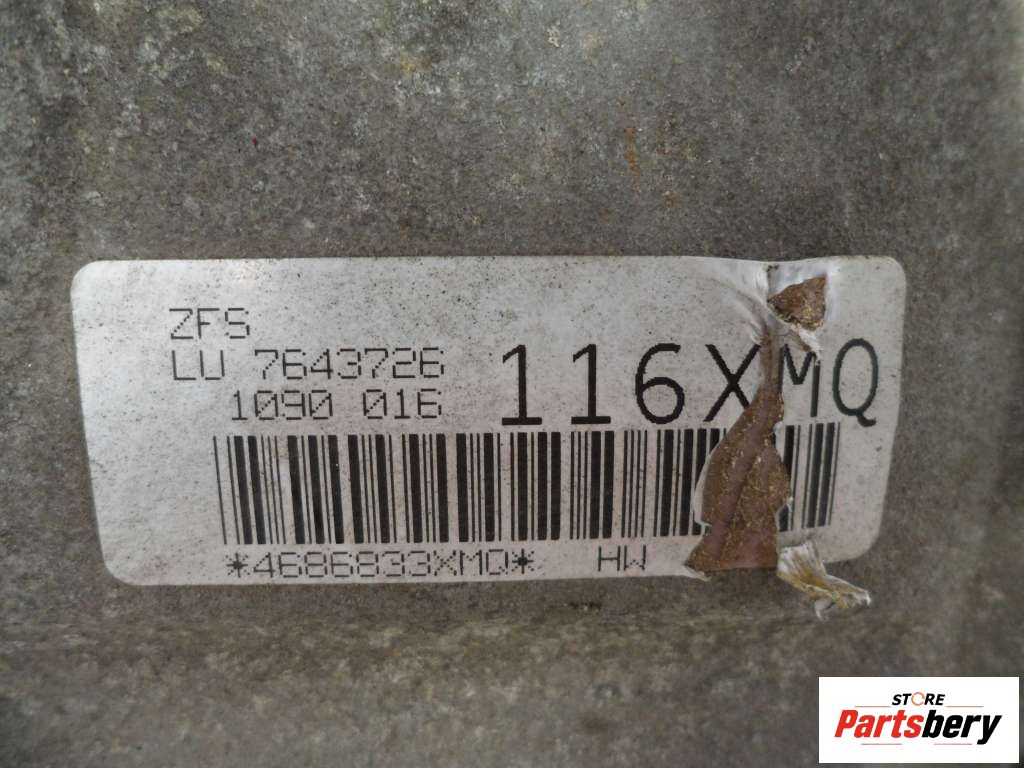 ZFS
LU 7643726
1090 016
116XMQ
*4686833XMQ* HW
STORE
Partsbery